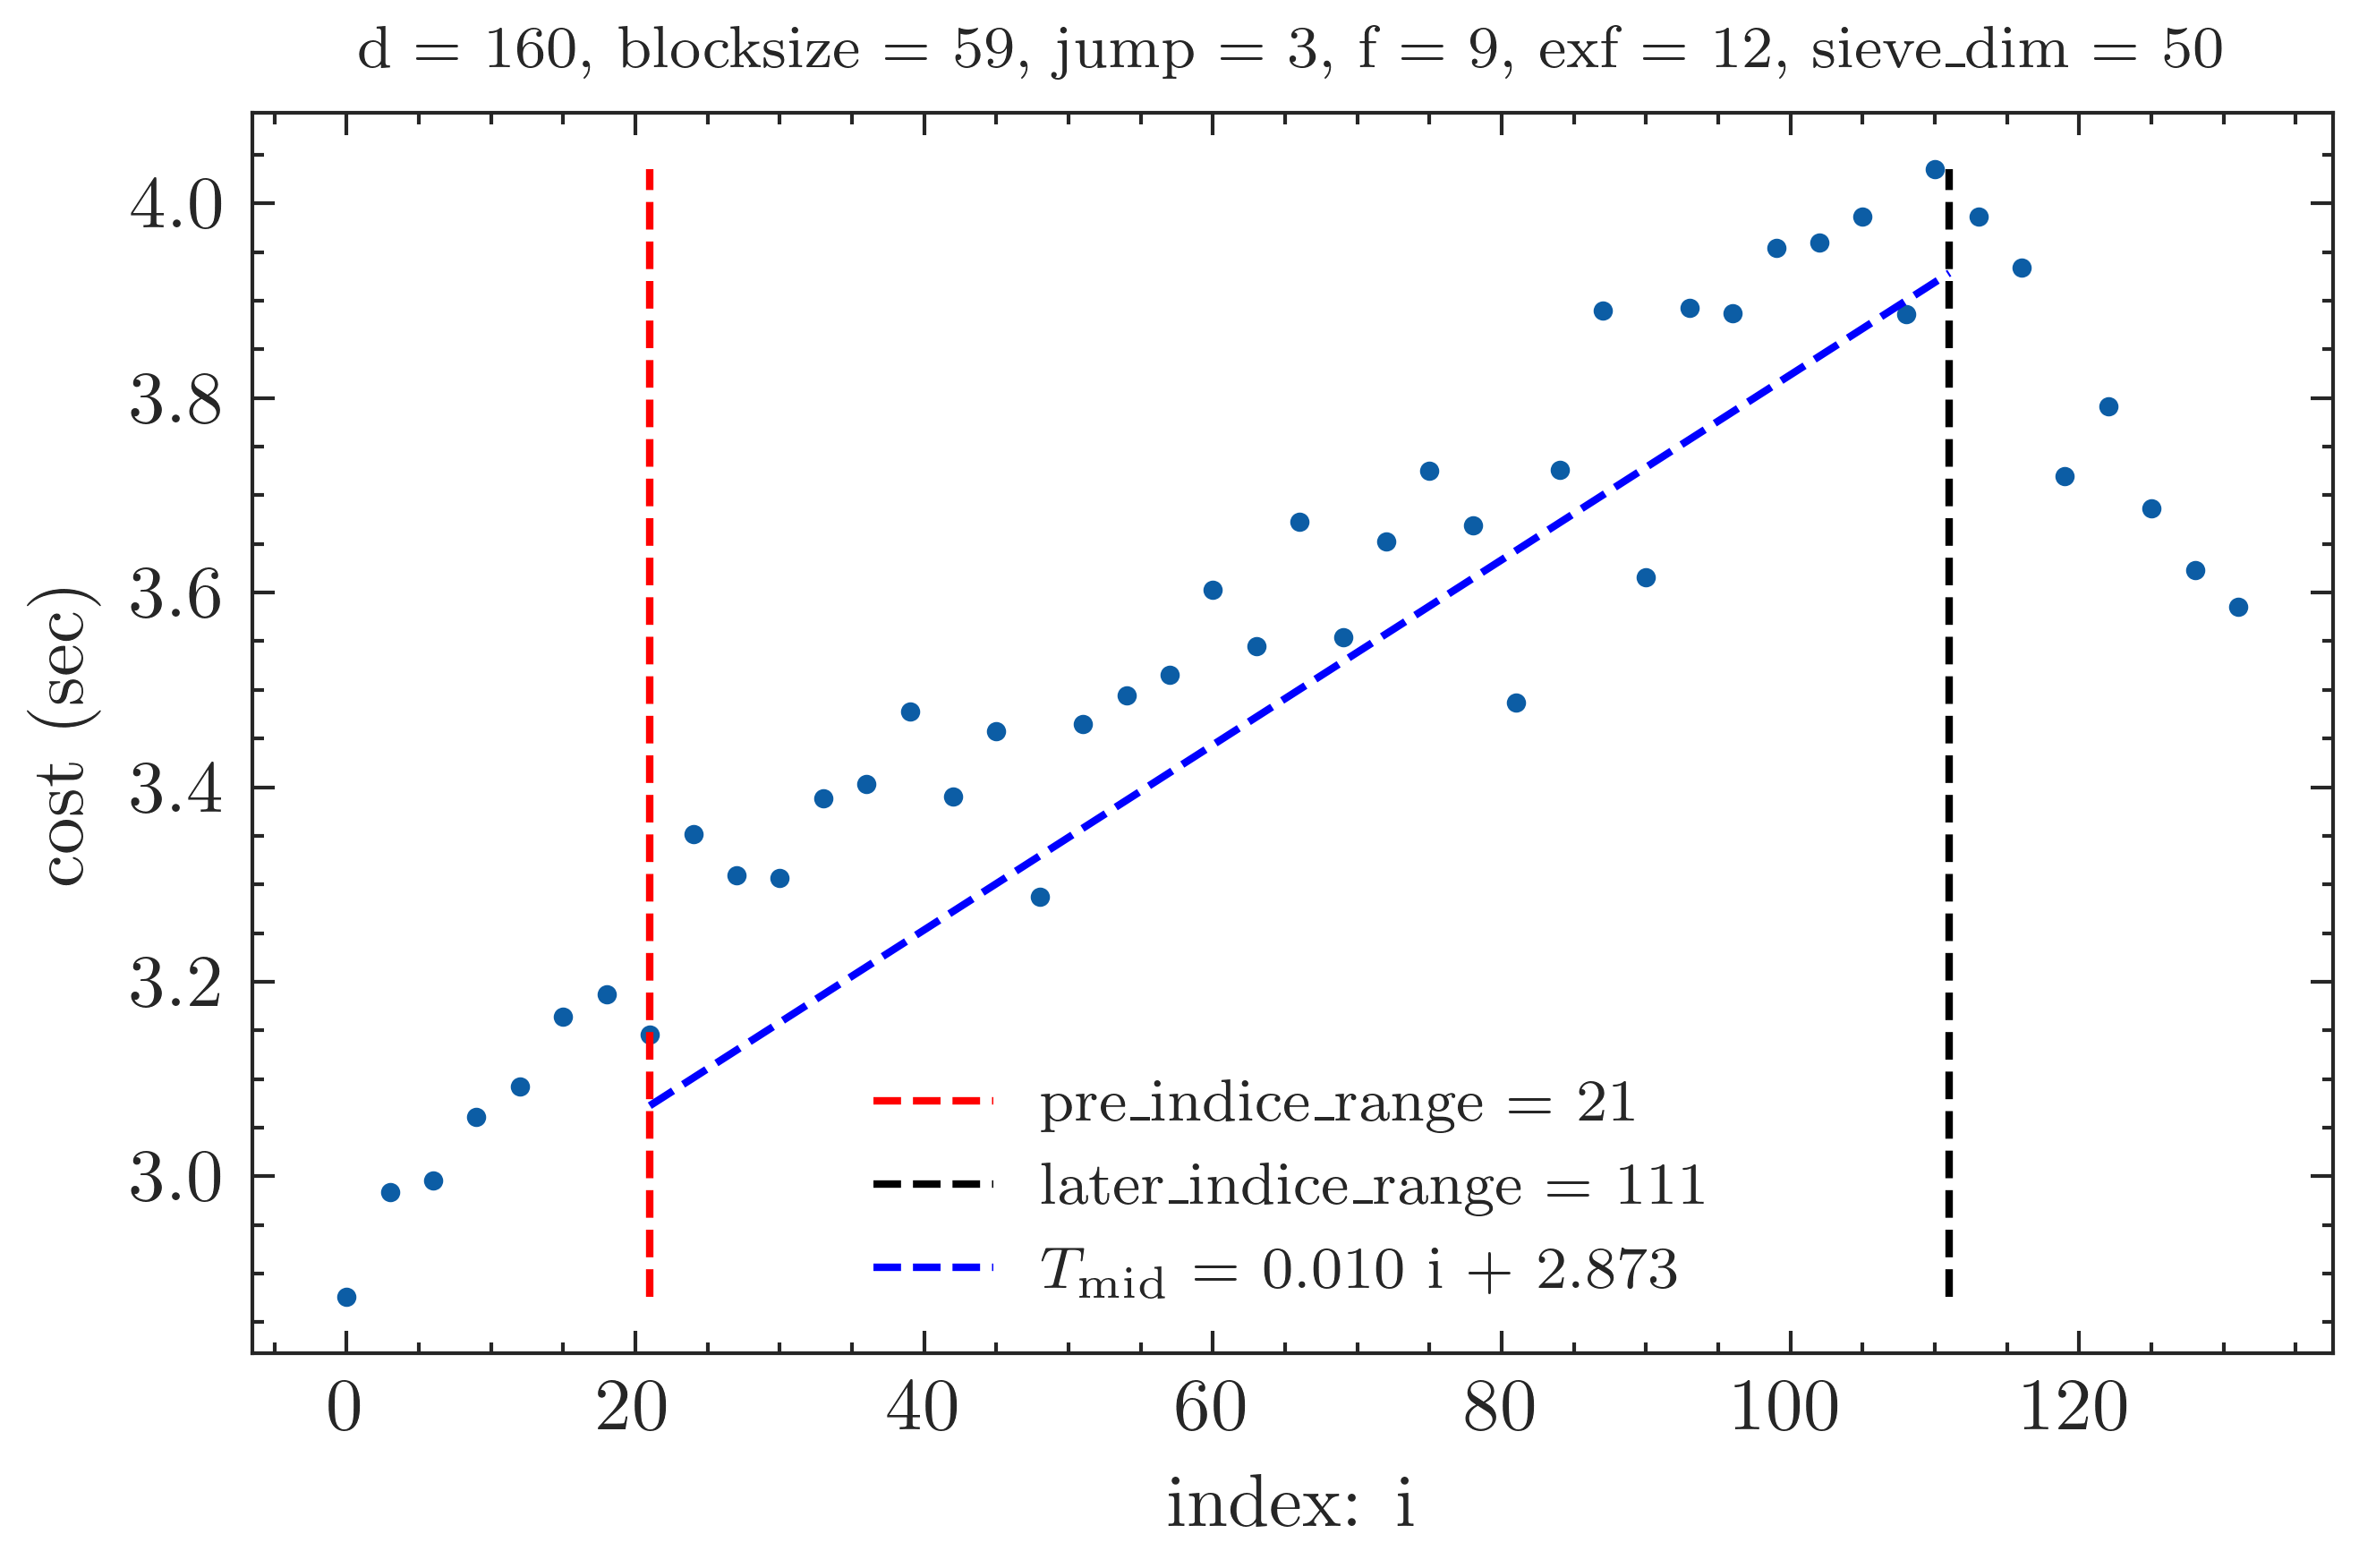 d = 160, blocksize = 59, jump = 3, f = 9, exf = 12, sieve_dim = 50
4.0
3.8
3.6
3.4
3.2
3.0
cost (sec)
pre_indice_range = 21
later_indice_range = 111
T_mid = 0.010 i + 2.873
0 20 40 60 80 100 120
index: i